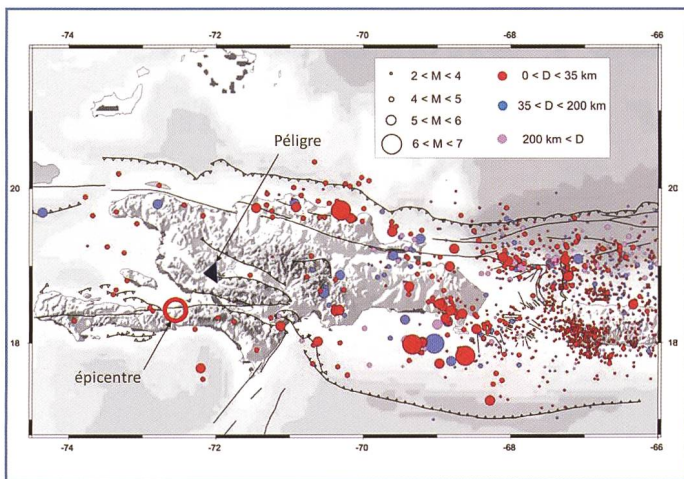 -74 -72 -70 -68 -66
2 < M < 4
4 < M < 5
5 < M < 6
6 < M < 7
0 < D < 35 km
35 < D < 200 km
200 km < D
Péligre
20 20
18 18
épicentre
-74 -72 -70 -68 -66